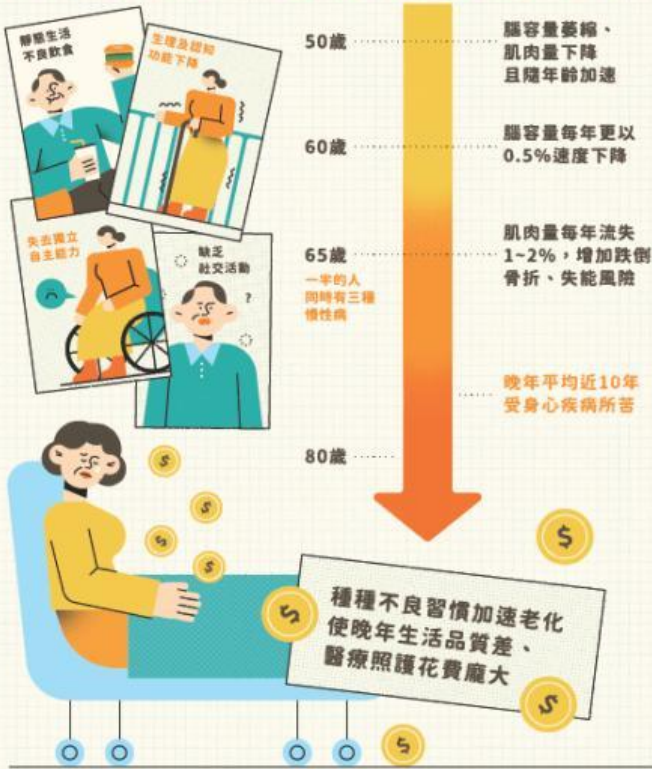 靜態生活
不良飲食
生理及認知
功能下降
失去獨立
自主能力
缺乏
社交活動
?
50歲
腦容量萎縮、
肌肉量下降
且隨年齡加速
60歲
腦容量每年更以
0.5%速度下降
65歲
一半的人
同時有三種
慢性病
肌肉量每年流失
1~2%,增加跌倒
骨折、失能風險
晚年平均近10年
受身心疾病所苦
80歲
$
$
$
$
$
$
$
$
種種不良習慣加速老化
使晚年生活品質差、
醫療照護花費龐大